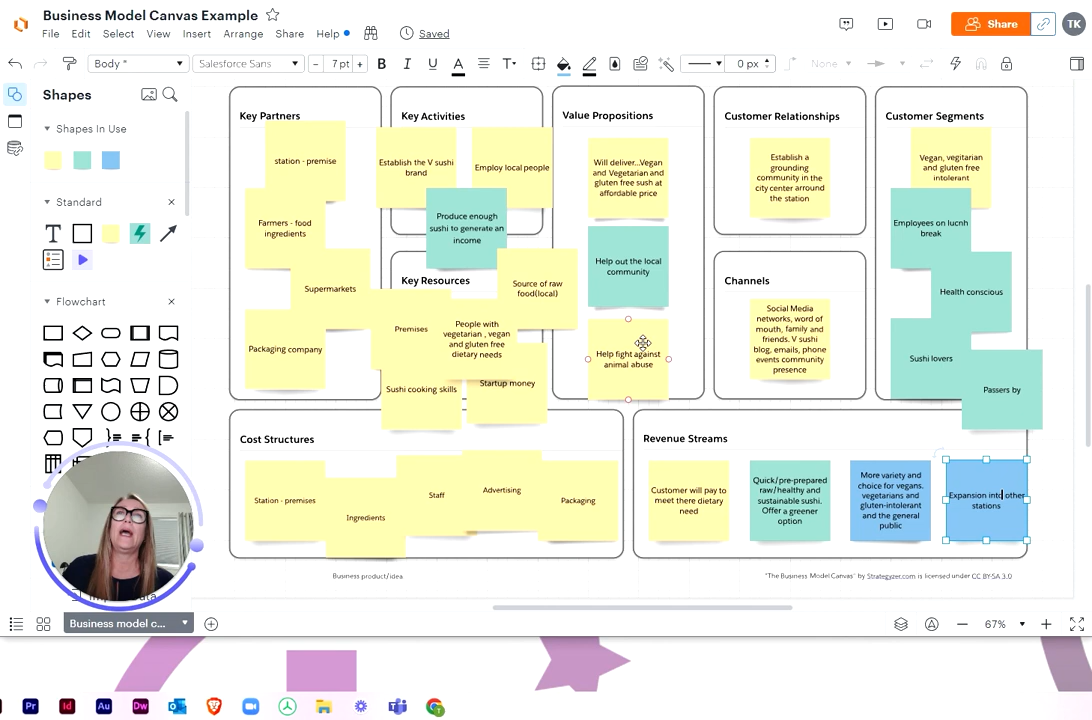 Business Model Canvas Example
File Edit Select View Insert Arrange Share Help
Saved
Share
TK
Body *
Salesforce Sans
7 pt
B I U A
0 px
None
Shapes
Shapes In Use
Standard
T
Flowchart
Business model c...
67%
Key Partners
station - premise
Farmers - food
ingredients
Supermarkets
Packaging company
Key Activities
Establish the V sushi
brand
Employ local people
Produce enough
sushi to generate an
income
Key Resources
Source of raw
food(local)
Premises
People with
vegetarian , vegan
and gluten free
dietary needs
Sushi cooking skills
Startup money
Value Propositions
Will deliver...Vegan
and Vegetarian and
gluten free sush at
affordable price
Help out the local
community
Help fight against
animal abuse
Customer Relationships
Establish a
grounding
community in the
city center arround
the station
Channels
Social Media
networks, word of
mouth, family and
friends. V sushi
blog, emails, phone
events community
presence
Customer Segments
Vegan, vegitarian
and gluten free
intolerant
Employees on lucnh
break
Health conscious
Sushi lovers
Passers by
Cost Structures
Station - premises
Ingredients
Staff
Advertising
Packaging
Revenue Streams
Customer will pay to
meet there dietary
need
Quick/pre-prepared
raw/healthy and
sustainable sushi.
Offer a greener
option
More variety and
choice for vegans.
vegetarians and
gluten-intolerant
and the general
public
Expansion into other
stations
Business product/idea
"The Business Model Canvas" by Strategyzer.com is licensed under CC BY-SA 3.0
Pr Id Au Dw